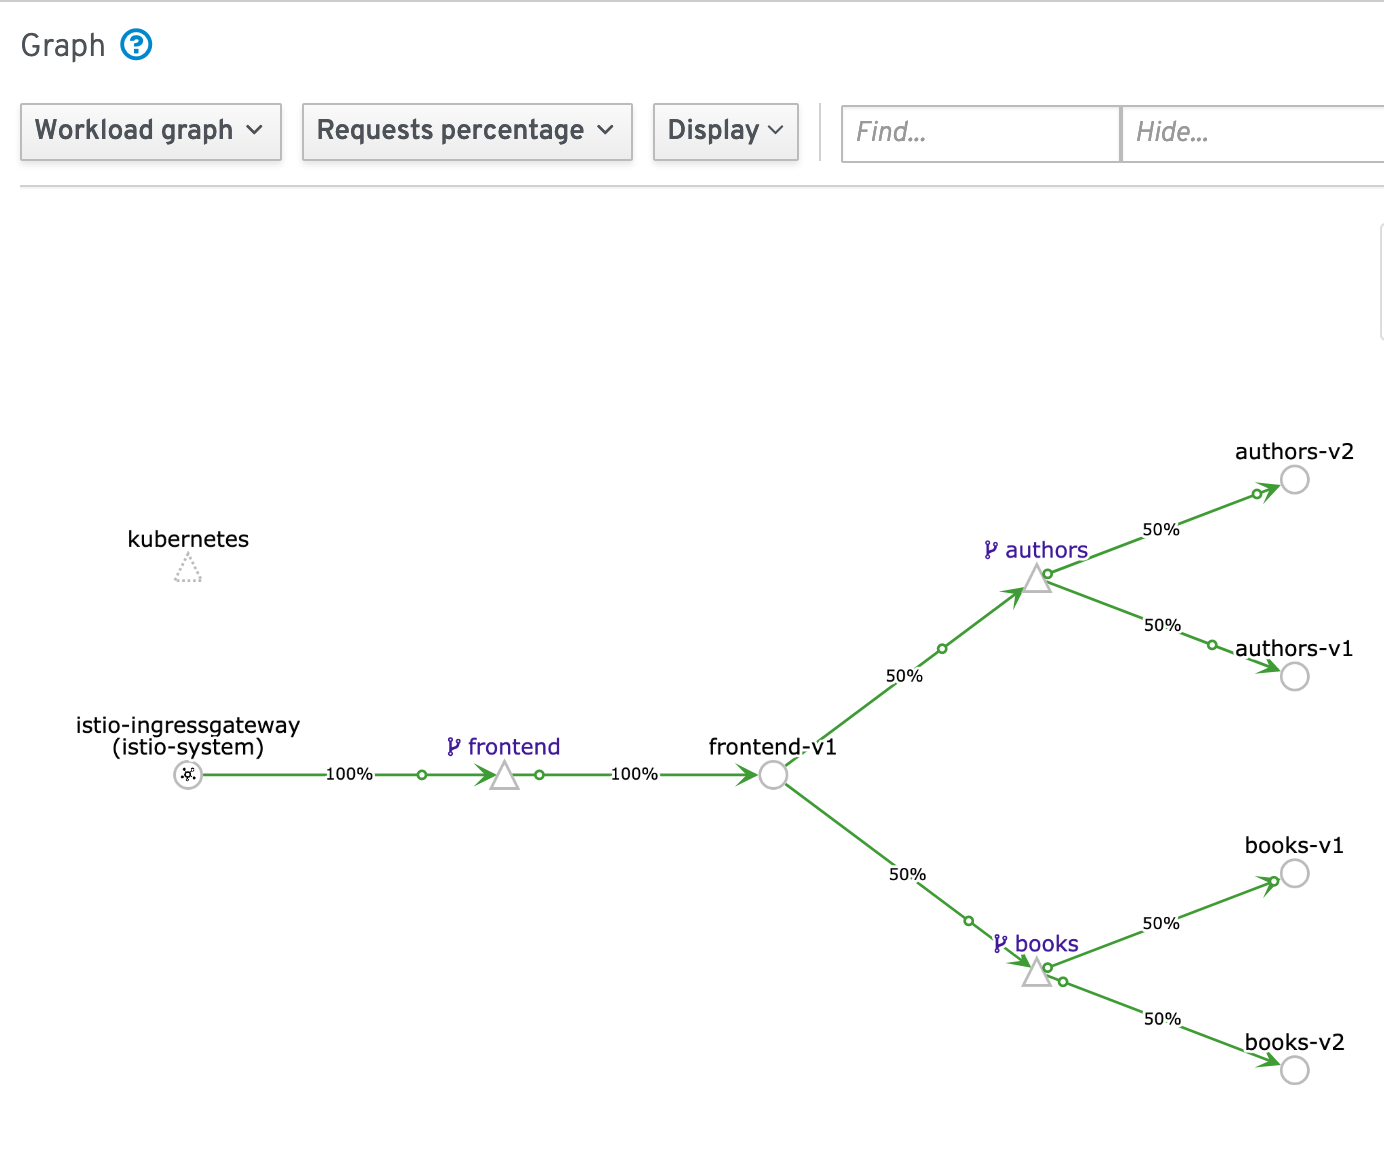 Graph
Workload graph
Requests percentage
Display
Find...
Hide...
authors-v2
50%
kubernetes
authors
50%
authors-v1
50%
istio-ingressgateway
(istio-system)
frontend
frontend-v1
100%
100%
books-v1
50%
50%
books
50%
books-v2